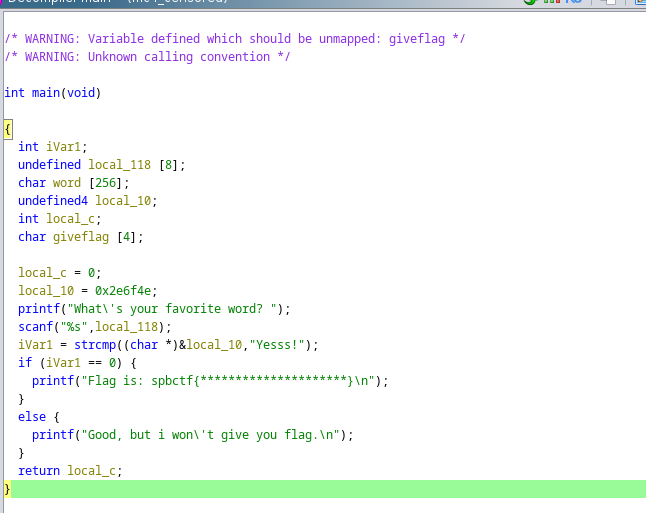 /* WARNING: Variable defined which should be unmapped: giveflag */
/* WARNING: Unknown calling convention */
int main(void)
{
int iVar1;
undefined local_118 [8];
char word [256];
undefined4 local_10;
int local_c;
char giveflag [4];
local_c = 0;
local_10 = 0x2e6f4e;
printf("What\'s your favorite word? ");
scanf("%s",local_118);
iVar1 = strcmp((char *)&local_10,"Yesss!");
if (iVar1 == 0) {
printf("Flag is: spbctf{*********************}\n");
}
else {
printf("Good, but i won\'t give you flag.\n");
}
return local_c;
}